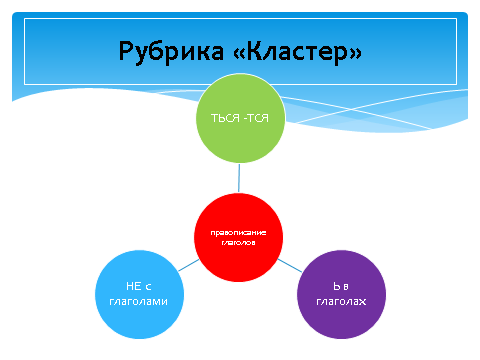 Рубрика «Кластер»
ТЬСЯ -ТСЯ
правописание
глаголов
НЕ с
глаголами
Ь в
глаголах